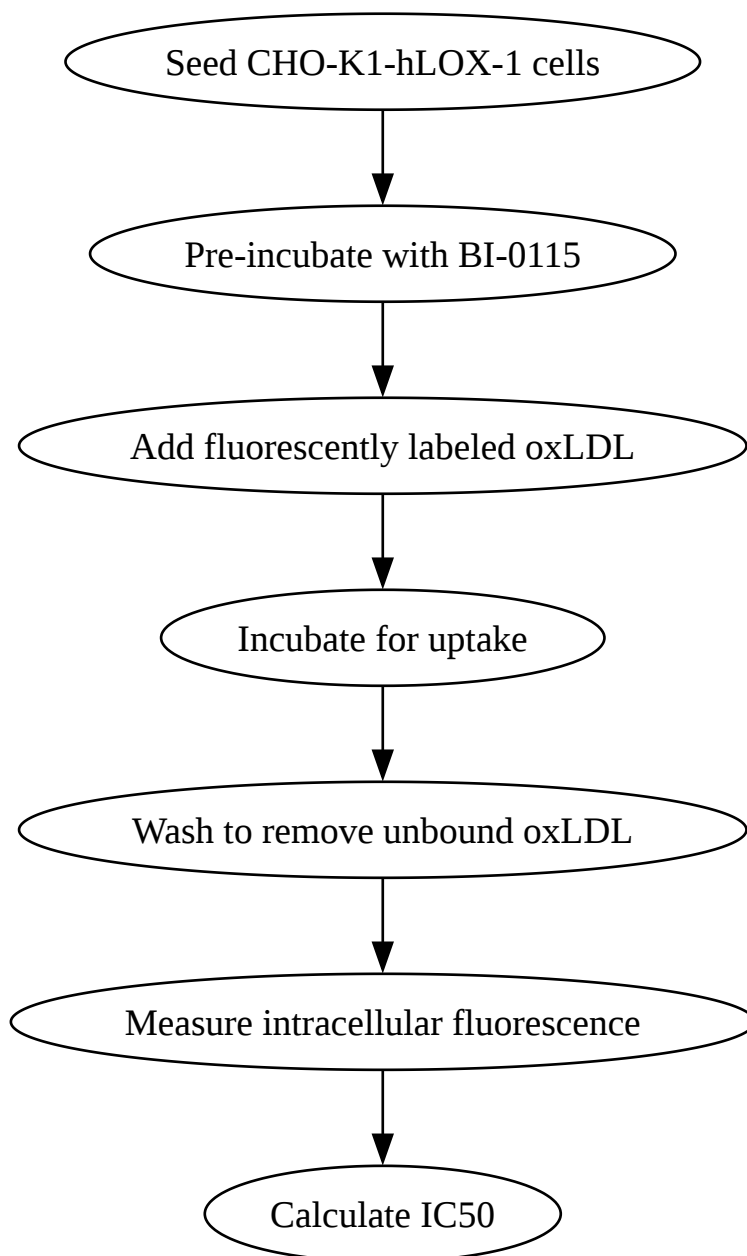 Seed CHO-K1-hLOX-1 cells
Pre-incubate with BI-0115
Add fluorescently labeled oxLDL
Incubate for uptake
Wash to remove unbound oxLDL
Measure intracellular fluorescence
Calculate IC50